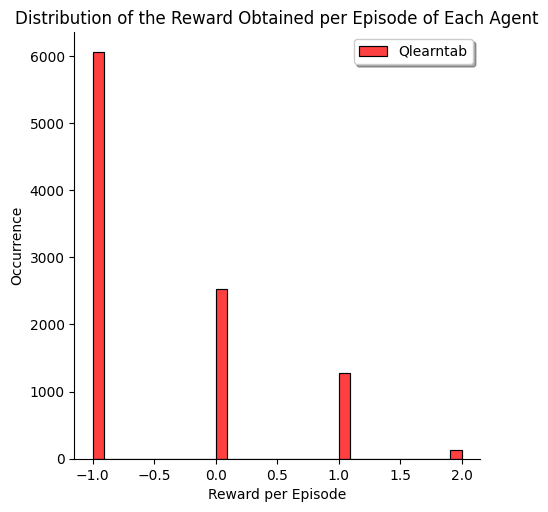 Distribution of the Reward Obtained per Episode of Each Agent
Qlearntab
6000
5000
4000
3000
2000
1000
0
Occurrence
−1.0 −0.5 0.0 0.5 1.0 1.5 2.0
Reward per Episode